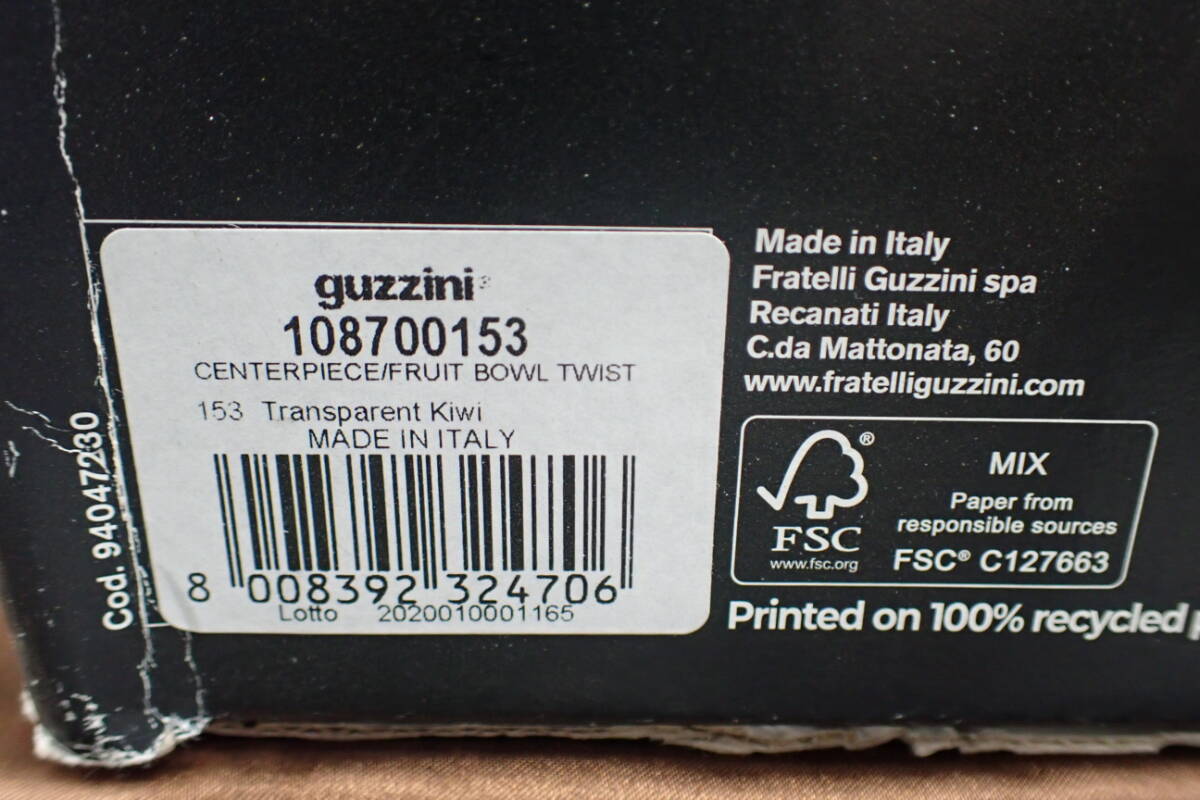 guzzini
108700153
CENTERPIECE/FRUIT BOWL TWIST
153 Transparent Kiwi
MADE IN ITALY
8 008392 324706
Lotto 2020010001165
Cod. 94047230
Made in Italy
Fratelli Guzzini spa
Recanati Italy
C.da Mattonata, 60
www.fratelliguzzini.com
FSC®
www.fsc.org
MIX
Paper from
responsible sources
FSC® C127663
Printed on 100% recycled